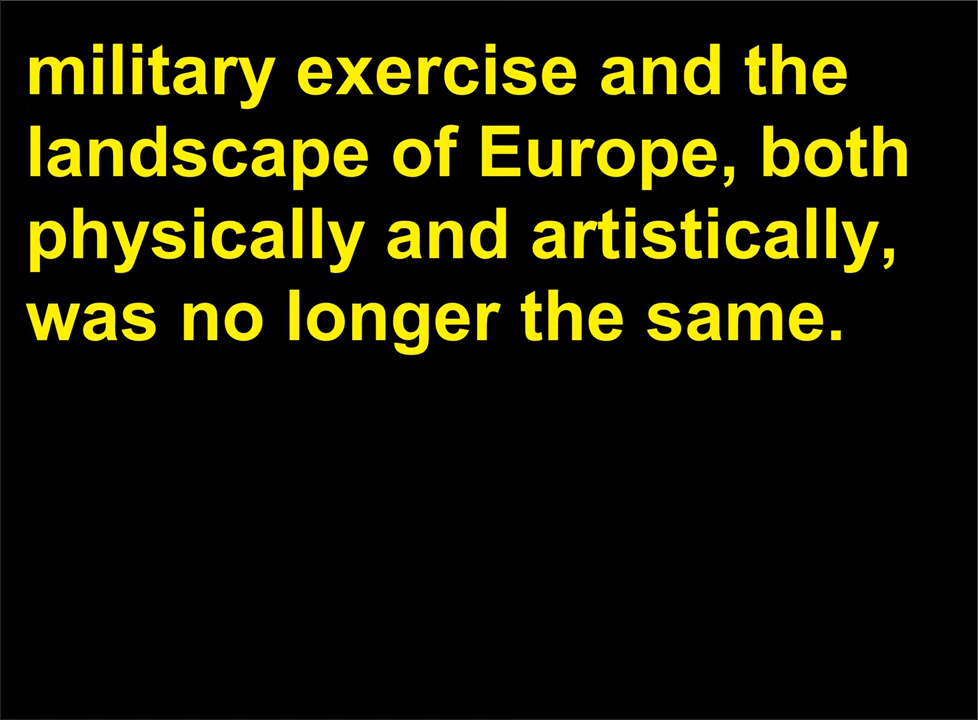 military exercise and the
landscape of Europe, both
physically and artistically,
was no longer the same.